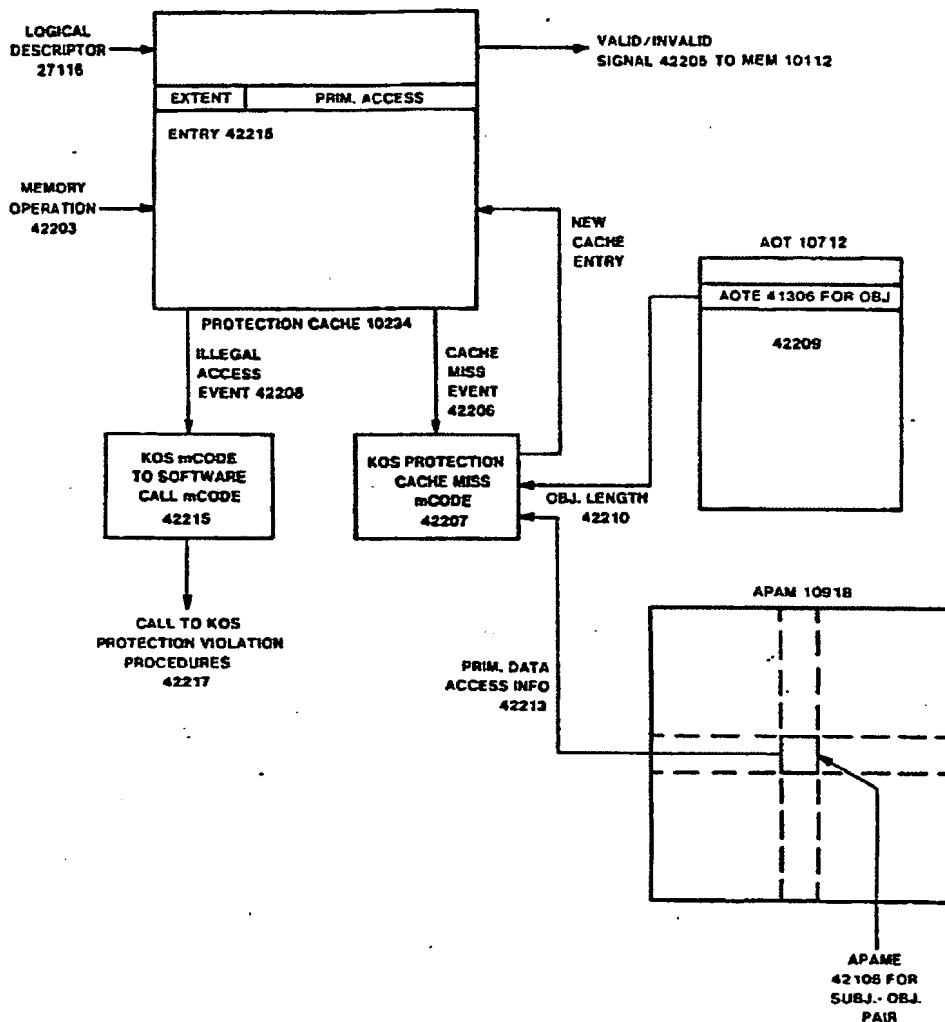 LOGICAL
DESCRIPTOR
27116
VALID/INVALID
SIGNAL 42205 TO MEM 10112
EXTENT
PRIM. ACCESS
ENTRY 42215
MEMORY
OPERATION
42203
NEW
CACHE
ENTRY
AOT 10712
AOTE 41306 FOR OBJ
42209
PROTECTION CACHE 10234
ILLEGAL
ACCESS
EVENT 42208
CACHE
MISS
EVENT
42206
KOS mCODE
TO SOFTWARE
CALL mCODE
42215
KOS PROTECTION
CACHE MISS
mCODE
42207
OBJ. LENGTH
42210
CALL TO KOS
PROTECTION VIOLATION
PROCEDURES
42217
APAM 10918
PRIM. DATA
ACCESS INFO
42213
APAME
42106 FOR
SUBJ.- OBJ.
PAIR